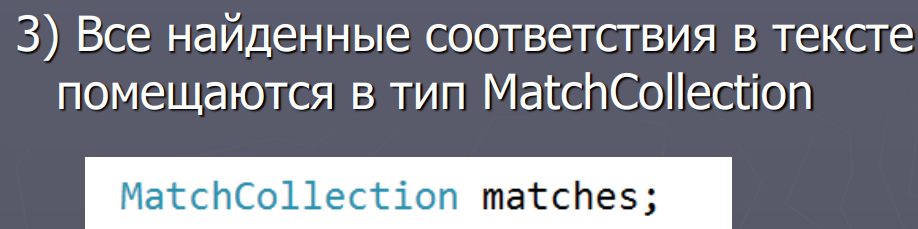 3) Все найденные соответствия в тексте
помещаются в тип MatchCollection
MatchCollection matches;